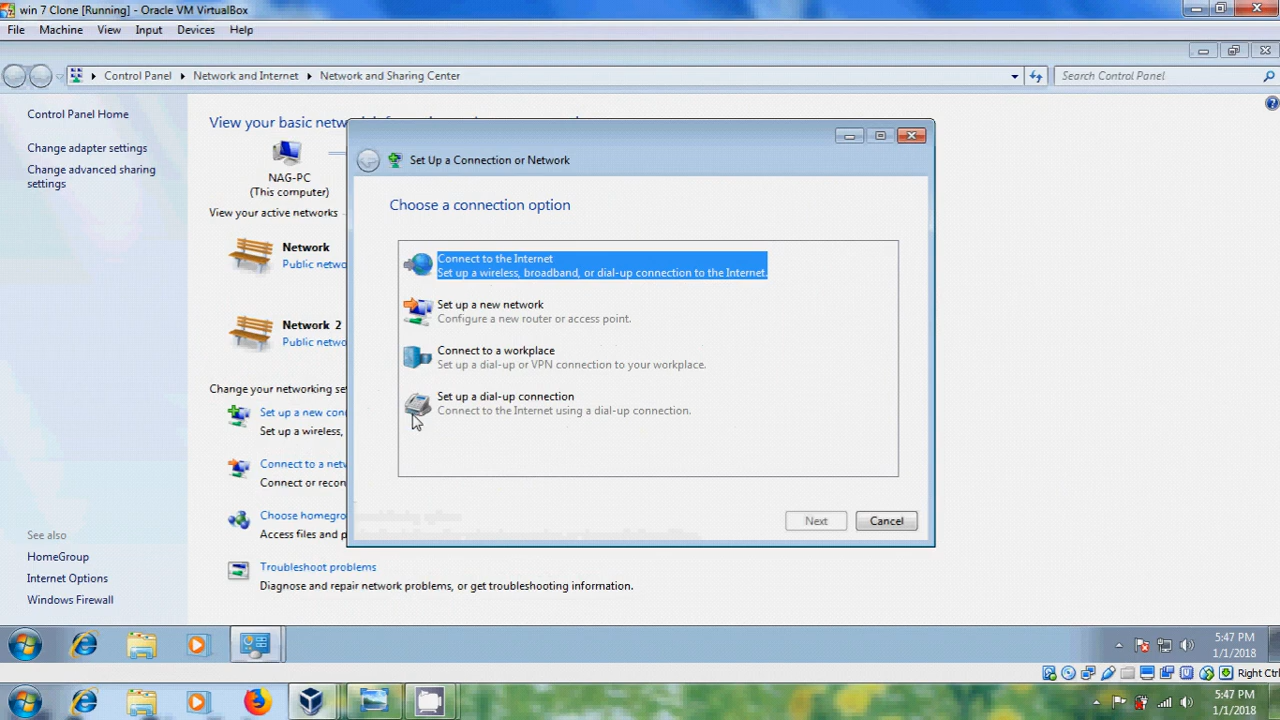 win 7 Clone [Running] - Oracle VM VirtualBox
File Machine View Input Devices Help
Control Panel Network and Internet Network and Sharing Center
Search Control Panel
Control Panel Home
Change adapter settings
Change advanced sharing
settings
See also
HomeGroup
Internet Options
Windows Firewall
View your basic
NAG-PC
(This computer)
View your active networks
Network
Public
Network 2
Public
Change your networking
Set up a new
Set up a wireless,
Connect to a
Connect or
Choose
Access files and
Troubleshoot problems
Diagnose and repair network problems, or get troubleshooting information.
Set Up a Connection or Network
Choose a connection option
Connect to the Internet
Set up a wireless, broadband, or dial-up connection to the Internet.
Set up a new network
Configure a new router or access point.
Connect to a workplace
Set up a dial-up or VPN connection to your workplace.
Set up a dial-up connection
Connect to the Internet using a dial-up connection.
Next Cancel
5:47 PM
1/1/2018
Right Ctrl
5:47 PM
1/1/2018